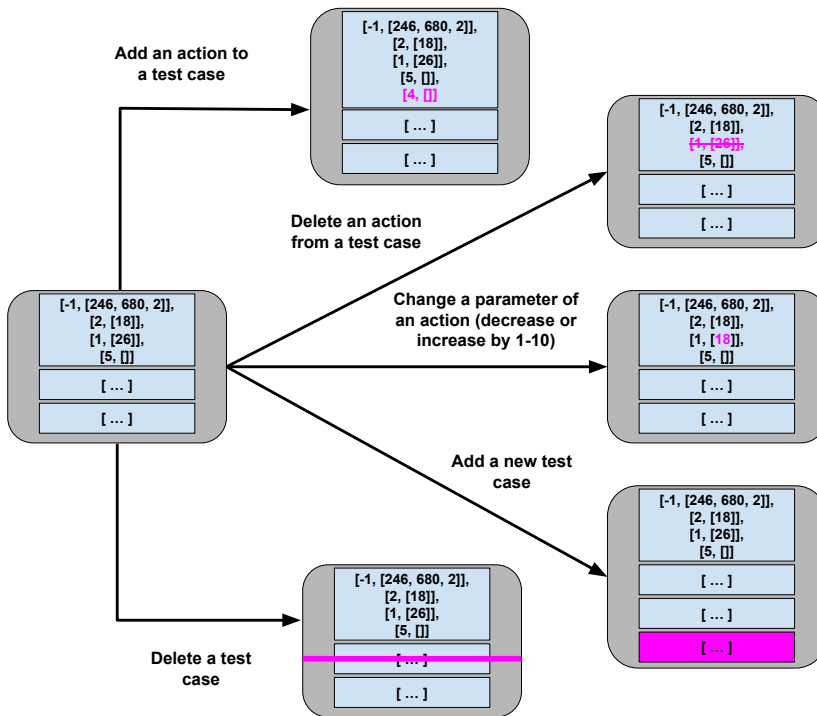 Add an action to
a test case
[-1, [246, 680, 2]],
[2, [18]],
[1, [26]],
[5, []]
[4, []]
[ ... ]
[ ... ]
Delete an action
from a test case
[-1, [246, 680, 2]],
[2, [18]],
[1, [26]],
[5, []]
[ ... ]
[ ... ]
[-1, [246, 680, 2]],
[2, [18]],
[1, [26]],
[5, []]
[ ... ]
[ ... ]
Change a parameter of
an action (decrease or
increase by 1-10)
[-1, [246, 680, 2]],
[2, [18]],
[1, [18]],
[5, []]
[ ... ]
[ ... ]
Add a new test
case
[-1, [246, 680, 2]],
[2, [18]],
[1, [26]],
[5, []]
[ ... ]
[ ... ]
[ ... ]
Delete a test
case
[-1, [246, 680, 2]],
[2, [18]],
[1, [26]],
[5, []]
[ ... ]
[ ... ]